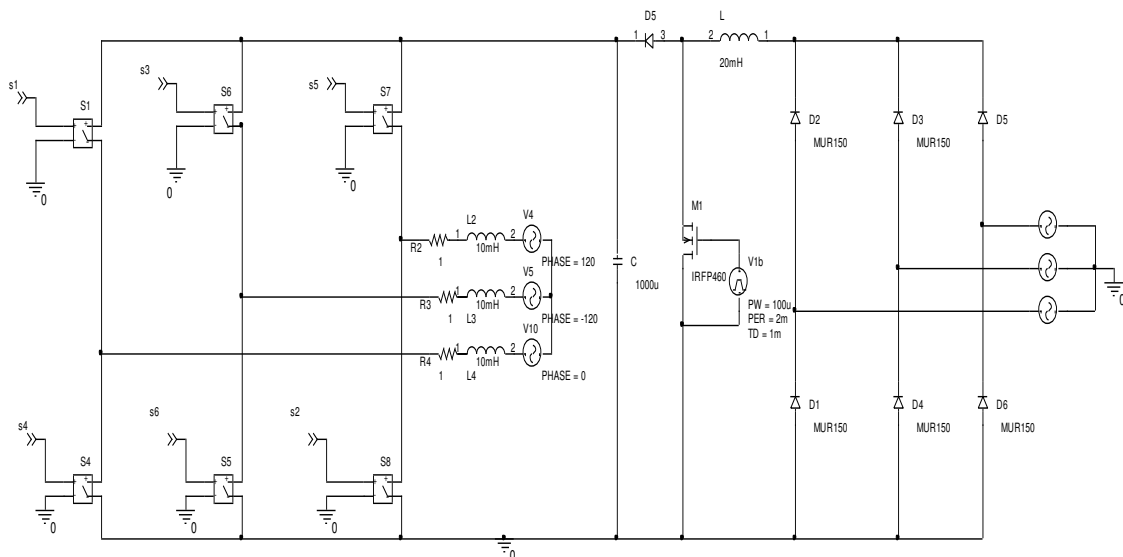 D5
L
1
3
2
1
20mH
s1
s3
s5
S1
S6
S7
0
0
0
D2
MUR150
D3
MUR150
D5
M1
IRFP460
V1b
PW = 100u
PER = 2m
TD = 1m
C
1000u
R2
1
1
L2
10mH
2
V4
PHASE = 120
R3
1
1
L3
10mH
2
V5
PHASE = -120
R4
1
1
L4
10mH
2
V10
PHASE = 0
0
s4
s6
s2
S4
S5
S8
0
0
0
D1
MUR150
D4
MUR150
D6
MUR150
0